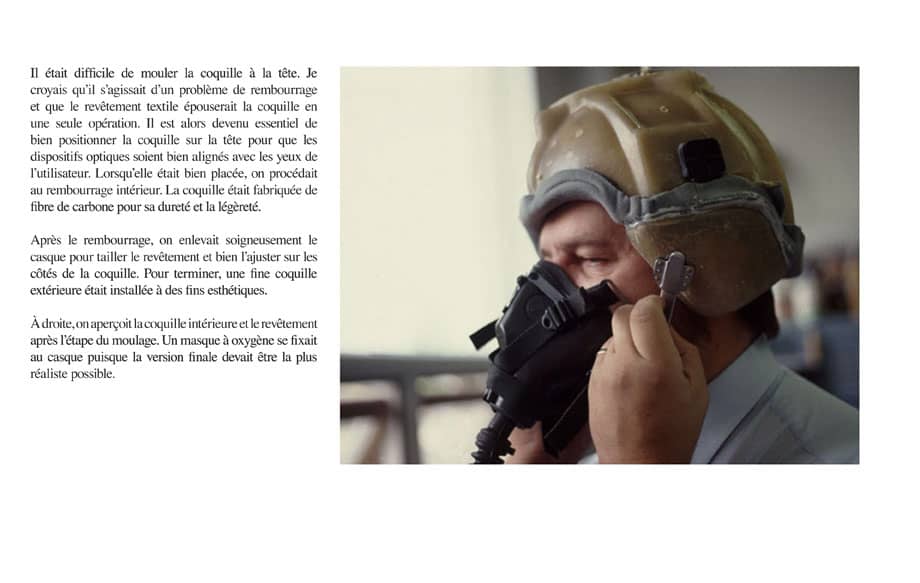 Il était difficile de mouler la coquille à la tête. Je
croyais qu’il s’agissait d’un problème de rembourrage
et que le revêtement textile épouserait la coquille en
une seule opération. Il est alors devenu essentiel de
bien positionner la coquille sur la tête pour que les
dispositifs optiques soient bien alignés avec les yeux de
l’utilisateur. Lorsqu’elle était bien placée, on procédait
au rembourrage intérieur. La coquille était fabriquée de
fibre de carbone pour sa dureté et la légèreté.
Après le rembourrage, on enlevait soigneusement le
casque pour tailler le revêtement et bien l’ajuster sur les
côtés de la coquille. Pour terminer, une fine coquille
extérieure était installée à des fins esthétiques.
À droite, on aperçoit la coquille intérieure et le revêtement
après l’étape du moulage. Un masque à oxygène se fixait
au casque puisque la version finale devait être la plus
réaliste possible.